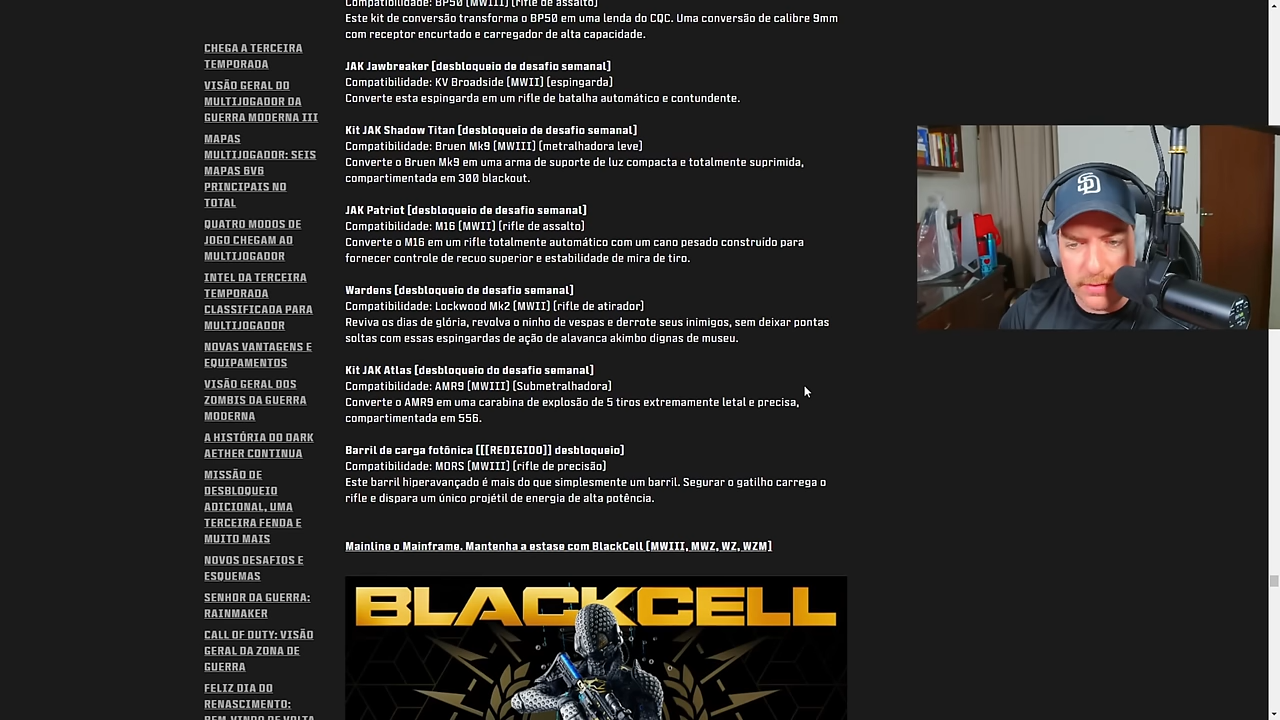 CHEGA A TERCEIRA
TEMPORADA
VISÃO GERAL DO
MULTIJOGADOR DA
GUERRA MODERNA III
MAPAS
MULTIJOGADOR: SEIS
MAPAS 6V6
PRINCIPAIS NO
TOTAL
QUATRO MODOS DE
JOGO CHEGAM AO
MULTIJOGADOR
INTEL DA TERCEIRA
TEMPORADA
CLASSIFICADA PARA
MULTIJOGADOR
NOVAS VANTAGENS E
EQUIPAMENTOS
VISÃO GERAL DOS
ZOMBIS DA GUERRA
MODERNA
A HISTÓRIA DO DARK
AETHER CONTINUA
MISSÃO DE
DESBLOQUEIO
ADICIONAL, UMA
TERCEIRA FENDA E
MUITO MAIS
NOVOS DESAFIOS E
ESQUEMAS
SENHOR DA GUERRA:
RAINMAKER
CALL OF DUTY: VISÃO
GERAL DA ZONA DE
GUERRA
FELIZ DIA DO
RENASCIMENTO:
BEM-VINDO DE VOLTA
Compatibilidade: BP50 (MWIII) (rifle de assalto)
Este kit de conversão transforma o BP50 em uma lenda do CQC. Uma conversão de calibre 9mm
com receptor encurtado e carregador de alta capacidade.
JAK Jawbreaker (desbloqueio de desafio semanal)
Compatibilidade: KV Broadside (MWII) (espingarda)
Converte esta espingarda em um rifle de batalha automático e contundente.
Kit JAK Shadow Titan (desbloqueio de desafio semanal)
Compatibilidade: Bruen Mk9 (MWIII) (metralhadora leve)
Converte o Bruen Mk9 em uma arma de suporte de luz compacta e totalmente suprimida,
compartimentada em 300 blackout.
JAK Patriot (desbloqueio de desafio semanal)
Compatibilidade: M16 (MWII) (rifle de assalto)
Converte o M16 em um rifle totalmente automático com um cano pesado construído para
fornecer controle de recuo superior e estabilidade de mira de tiro.
Wardens (desbloqueio de desafio semanal)
Compatibilidade: Lockwood Mk2 (MWII) (rifle de atirador)
Reviva os dias de glória, revolva o ninho de vespas e derrote seus inimigos, sem deixar pontas
soltas com essas espingardas de ação de alavanca akimbo dignas de museu.
Kit JAK Atlas (desbloqueio do desafio semanal)
Compatibilidade: AMR9 (MWIII) (Submetralhadora)
Converte o AMR9 em uma carabina de explosão de 5 tiros extremamente letal e precisa,
compartimentada em 556.
Barril de carga fotônica ([[REDIGIDO]] desbloqueio)
Compatibilidade: MORS (MWIII) (rifle de precisão)
Este barril hiperavançado é mais do que simplesmente um barril. Segurar o gatilho carrega o
rifle e dispara um único projétil de energia de alta potência.
Mainline o Mainframe. Mantenha a estase com BlackCell (MWIII, MWZ, WZ, WZM)
BLACKCELL
SD